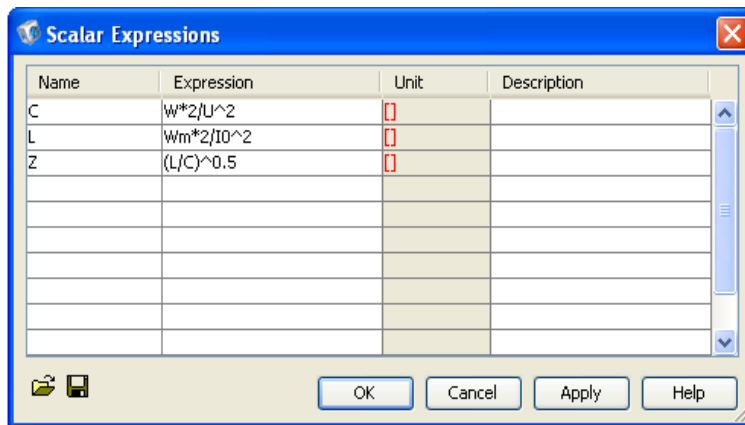 Scalar Expressions
Name Expression Unit Description
C W*2/U^2 []
L Wm*2/I0^2 []
Z (L/C)^0.5 []
OK Cancel Apply Help